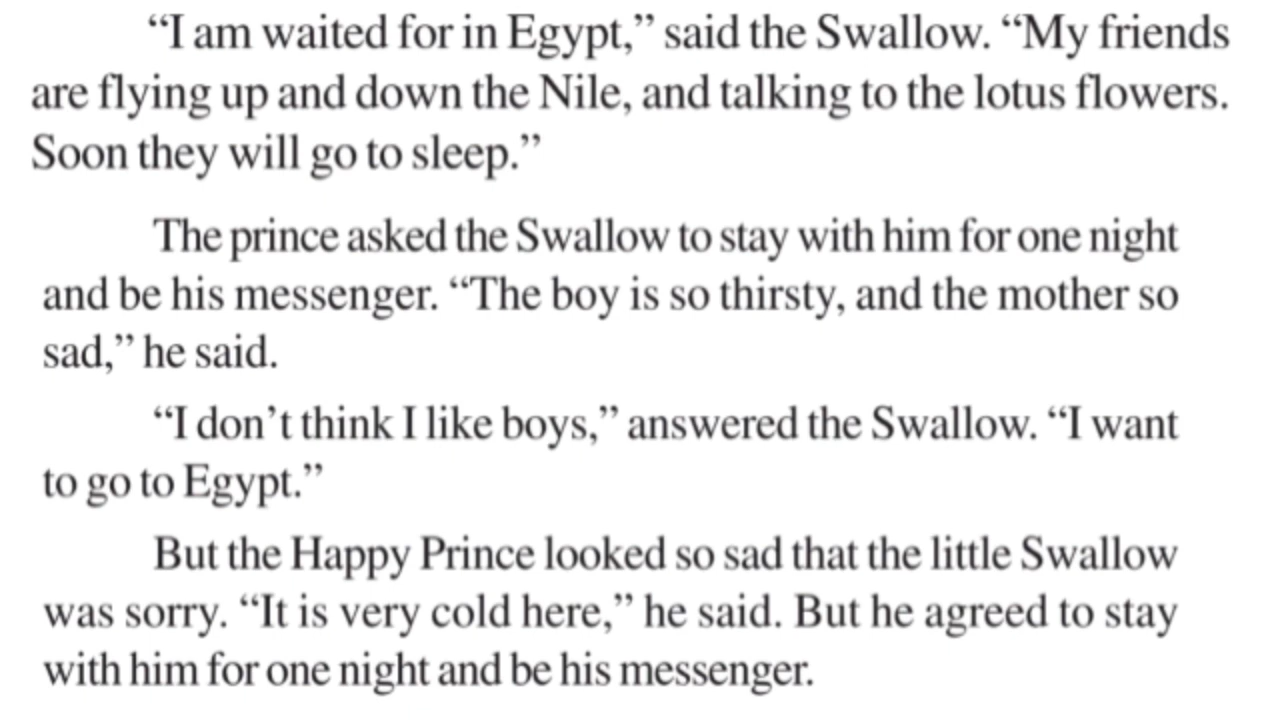 “I am waited for in Egypt,” said the Swallow. “My friends
are flying up and down the Nile, and talking to the lotus flowers.
Soon they will go to sleep.”
The prince asked the Swallow to stay with him for one night
and be his messenger. “The boy is so thirsty, and the mother so
sad,” he said.
“I don’t think I like boys,” answered the Swallow. “I want
to go to Egypt.”
But the Happy Prince looked so sad that the little Swallow
was sorry. “It is very cold here,” he said. But he agreed to stay
with him for one night and be his messenger.